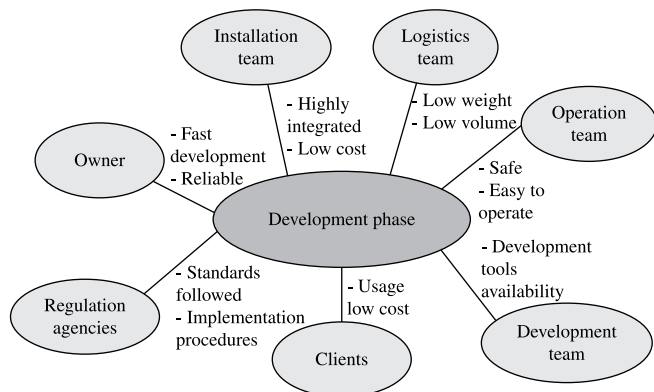 Installation
team
Logistics
team
- Highly
integrated
- Low cost
- Low weight
- Low volume
Operation
team
Owner
- Fast
development
- Reliable
- Safe
- Easy to
operate
Development phase
- Development
tools
availability
Regulation
agencies
- Standards
followed
- Implementation
procedures
- Usage
low cost
Clients
Development
team